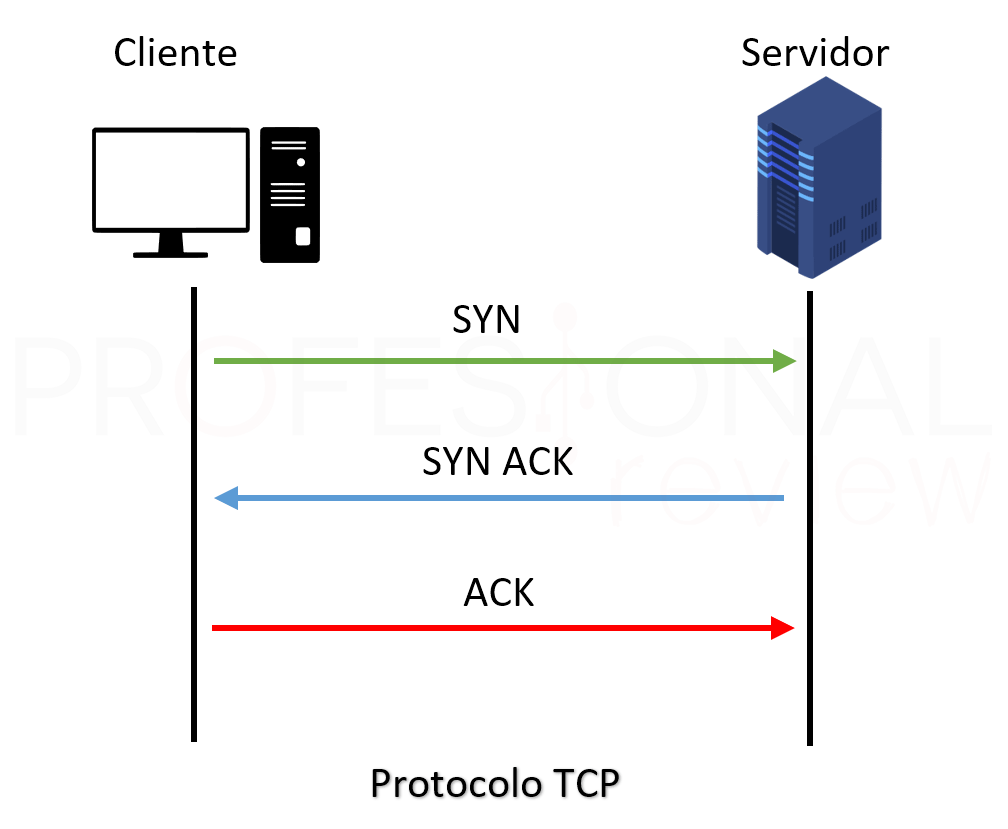 Cliente
Servidor
SYN
PROFESIONAL
review
SYN ACK
ACK
Protocolo TCP